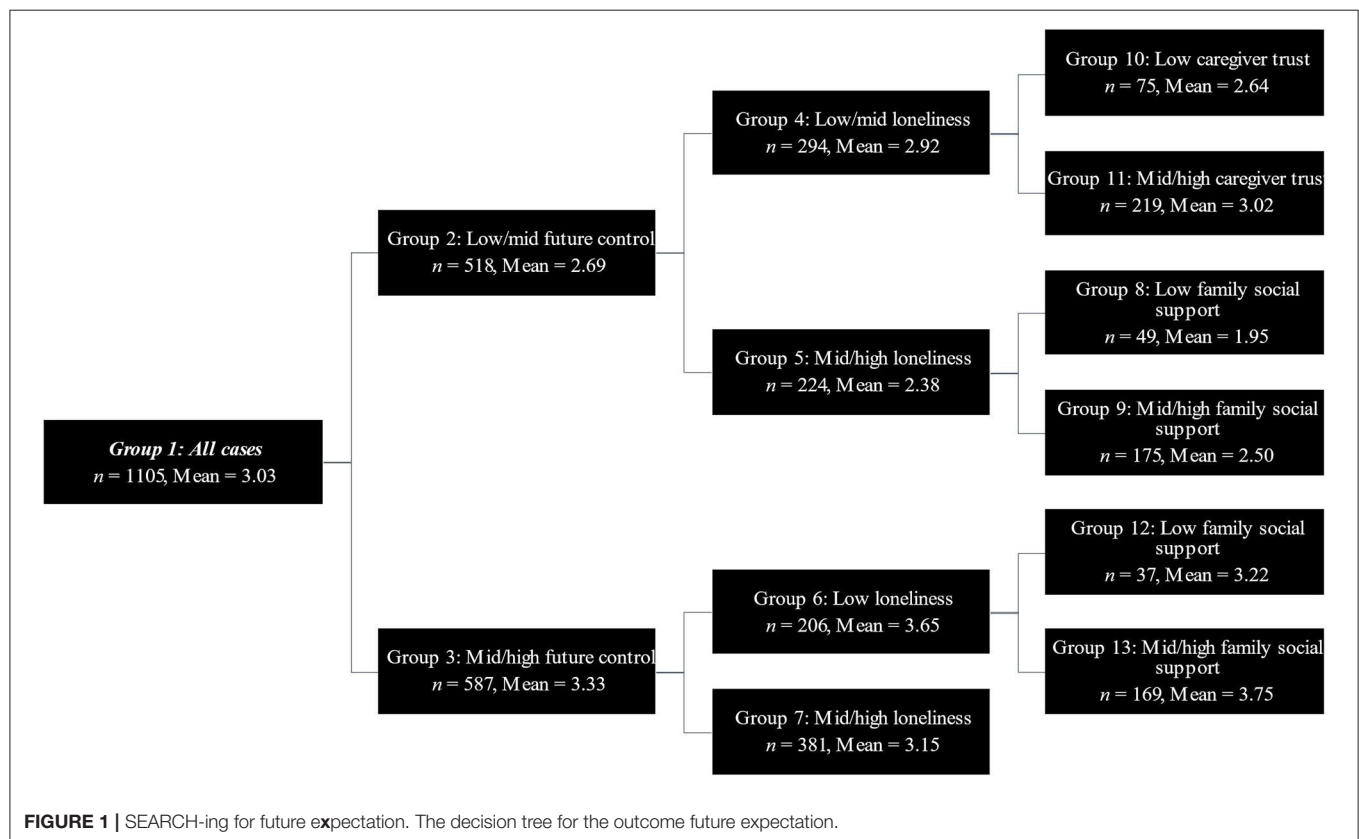 Group 1: All cases
n = 1105, Mean = 3.03
Group 2: Low/mid future control
n = 518, Mean = 2.69
Group 3: Mid/high future control
n = 587, Mean = 3.33
Group 4: Low/mid loneliness
n = 294, Mean = 2.92
Group 5: Mid/high loneliness
n = 224, Mean = 2.38
Group 6: Low loneliness
n = 206, Mean = 3.65
Group 7: Mid/high loneliness
n = 381, Mean = 3.15
Group 10: Low caregiver trust
n = 75, Mean = 2.64
Group 11: Mid/high caregiver trust
n = 219, Mean = 3.02
Group 8: Low family social
support
n = 49, Mean = 1.95
Group 9: Mid/high family social
support
n = 175, Mean = 2.50
Group 12: Low family social
support
n = 37, Mean = 3.22
Group 13: Mid/high family social
support
n = 169, Mean = 3.75
FIGURE 1 | SEARCH-ing for future expectation. The decision tree for the outcome future expectation.